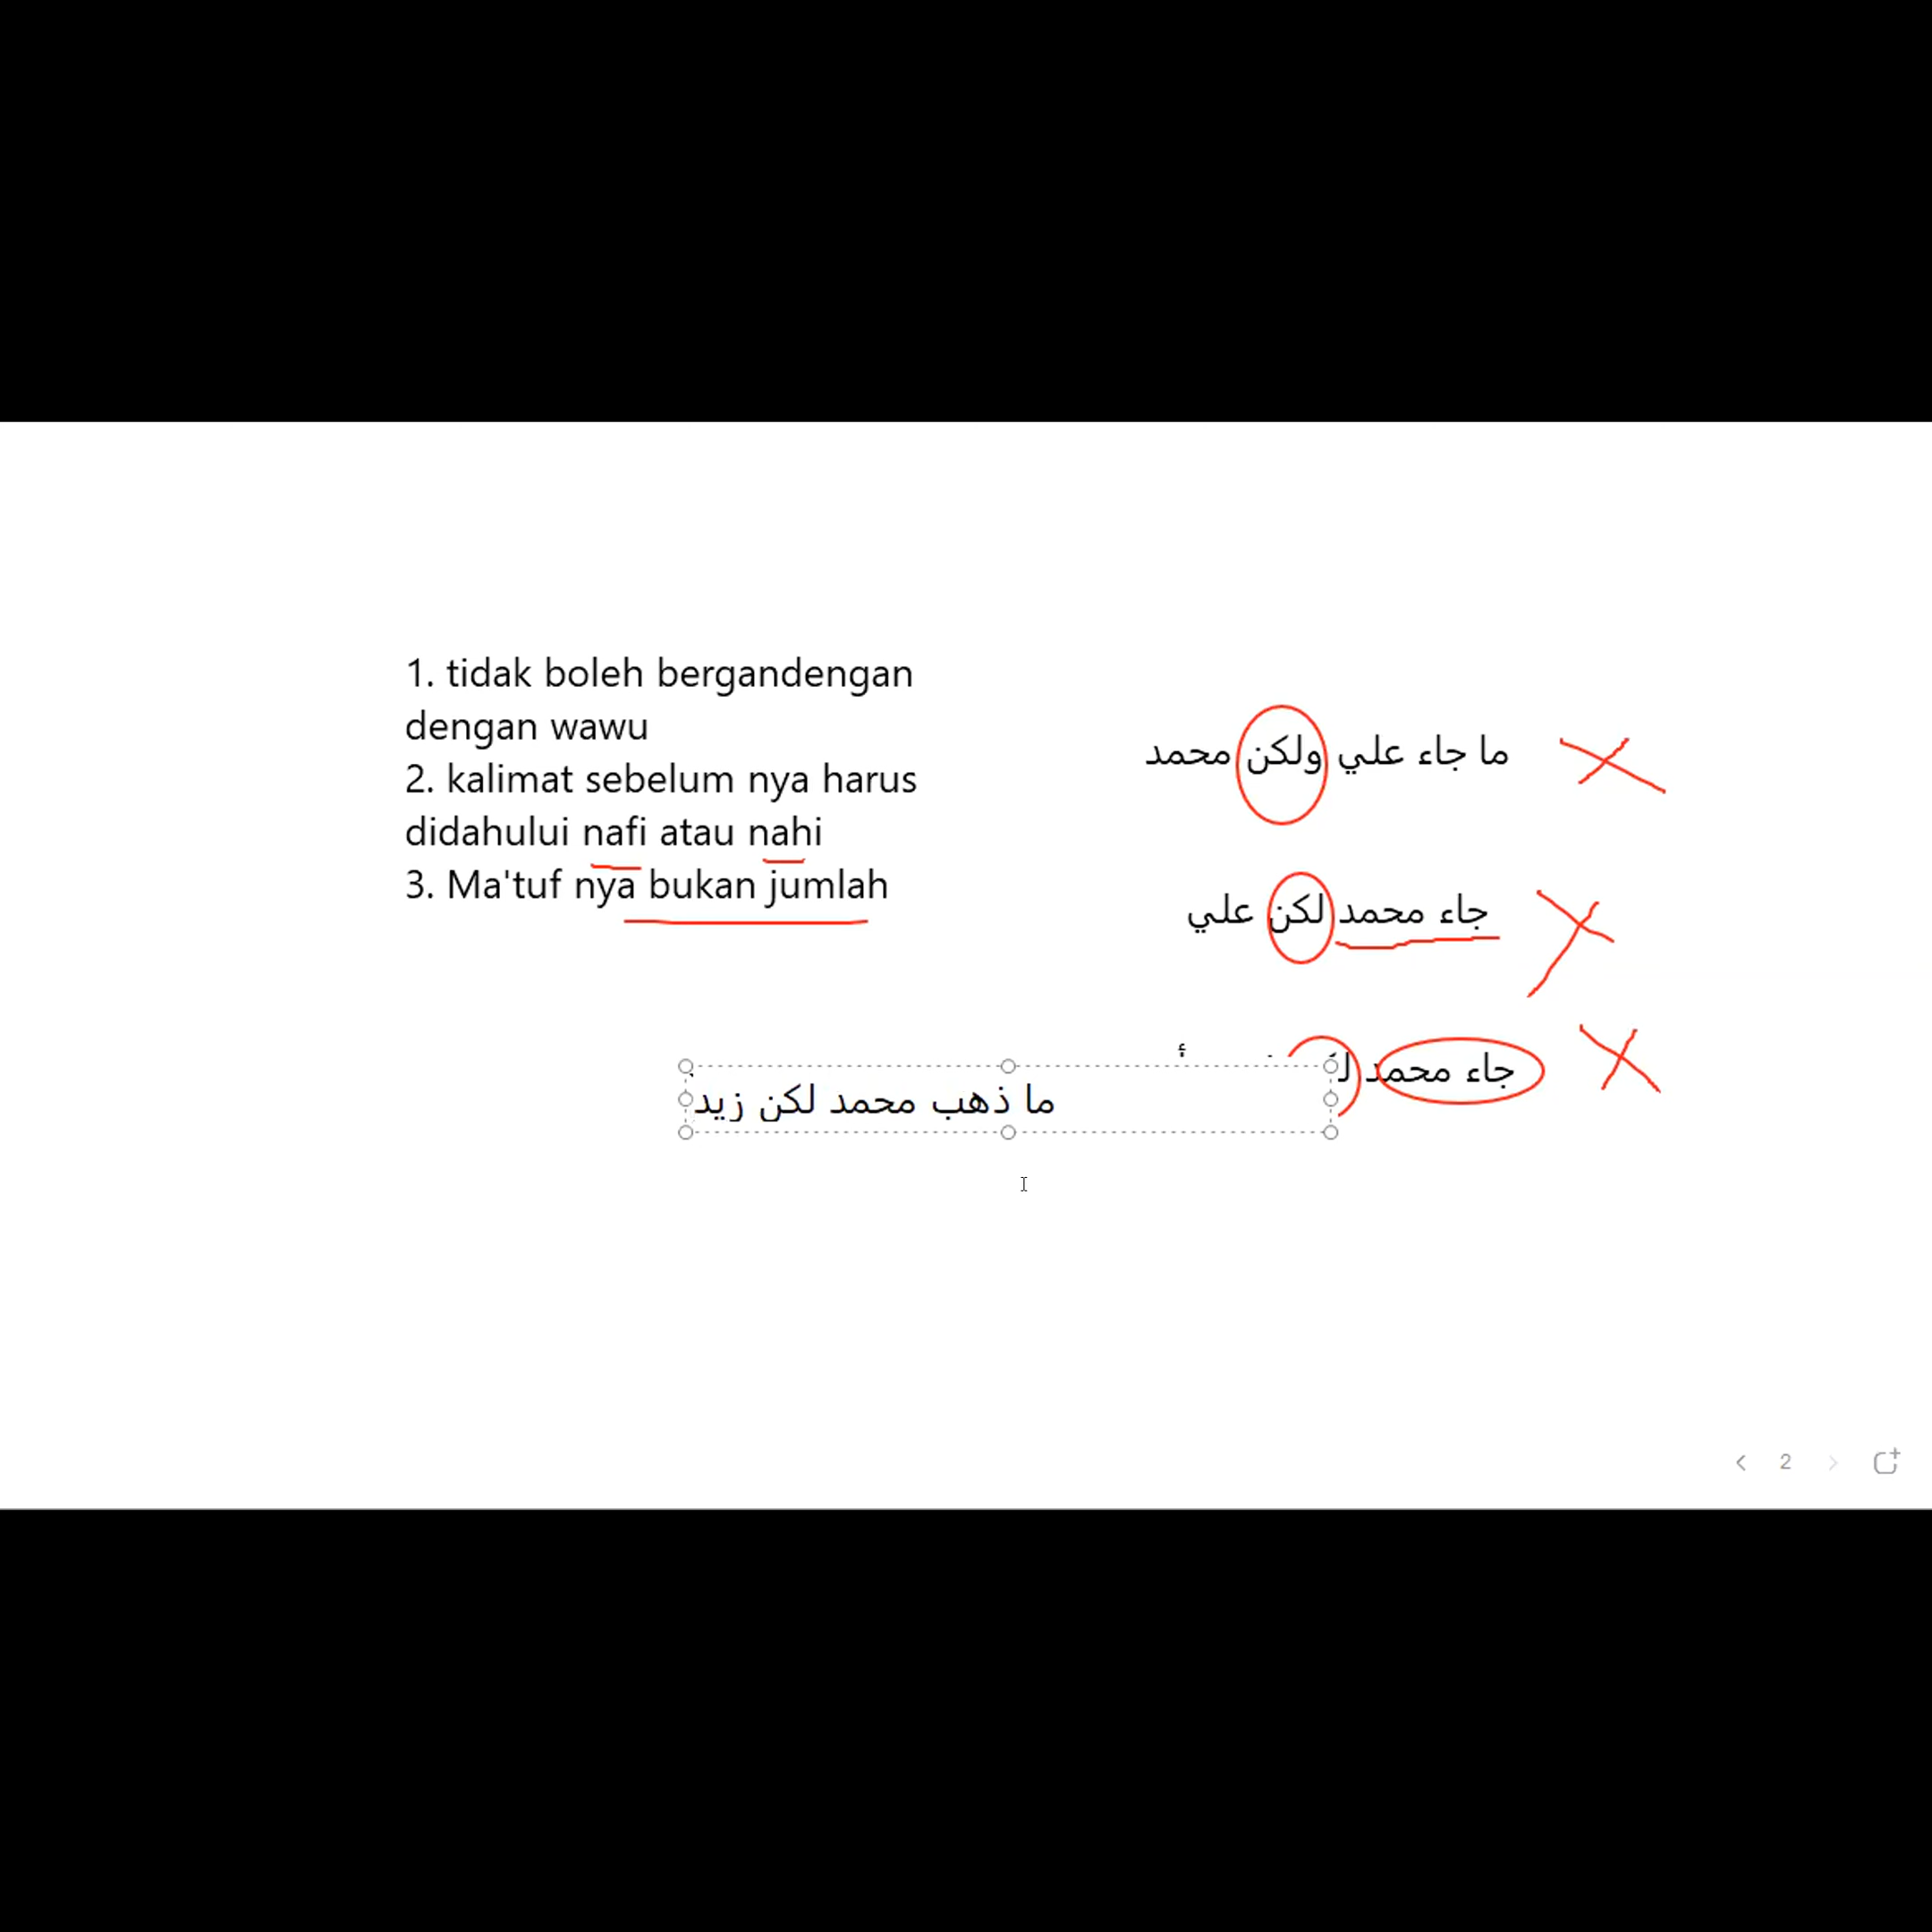 1. tidak boleh bergandengan
dengan wawu
2. kalimat sebelum nya harus
didahului nafi atau nahi
3. Ma'tuf nya bukan jumlah
ما جاء علي ولكن محمد
جاء محمد لكن علي
جاء محمد
ما ذهب محمد لكن زيد
2